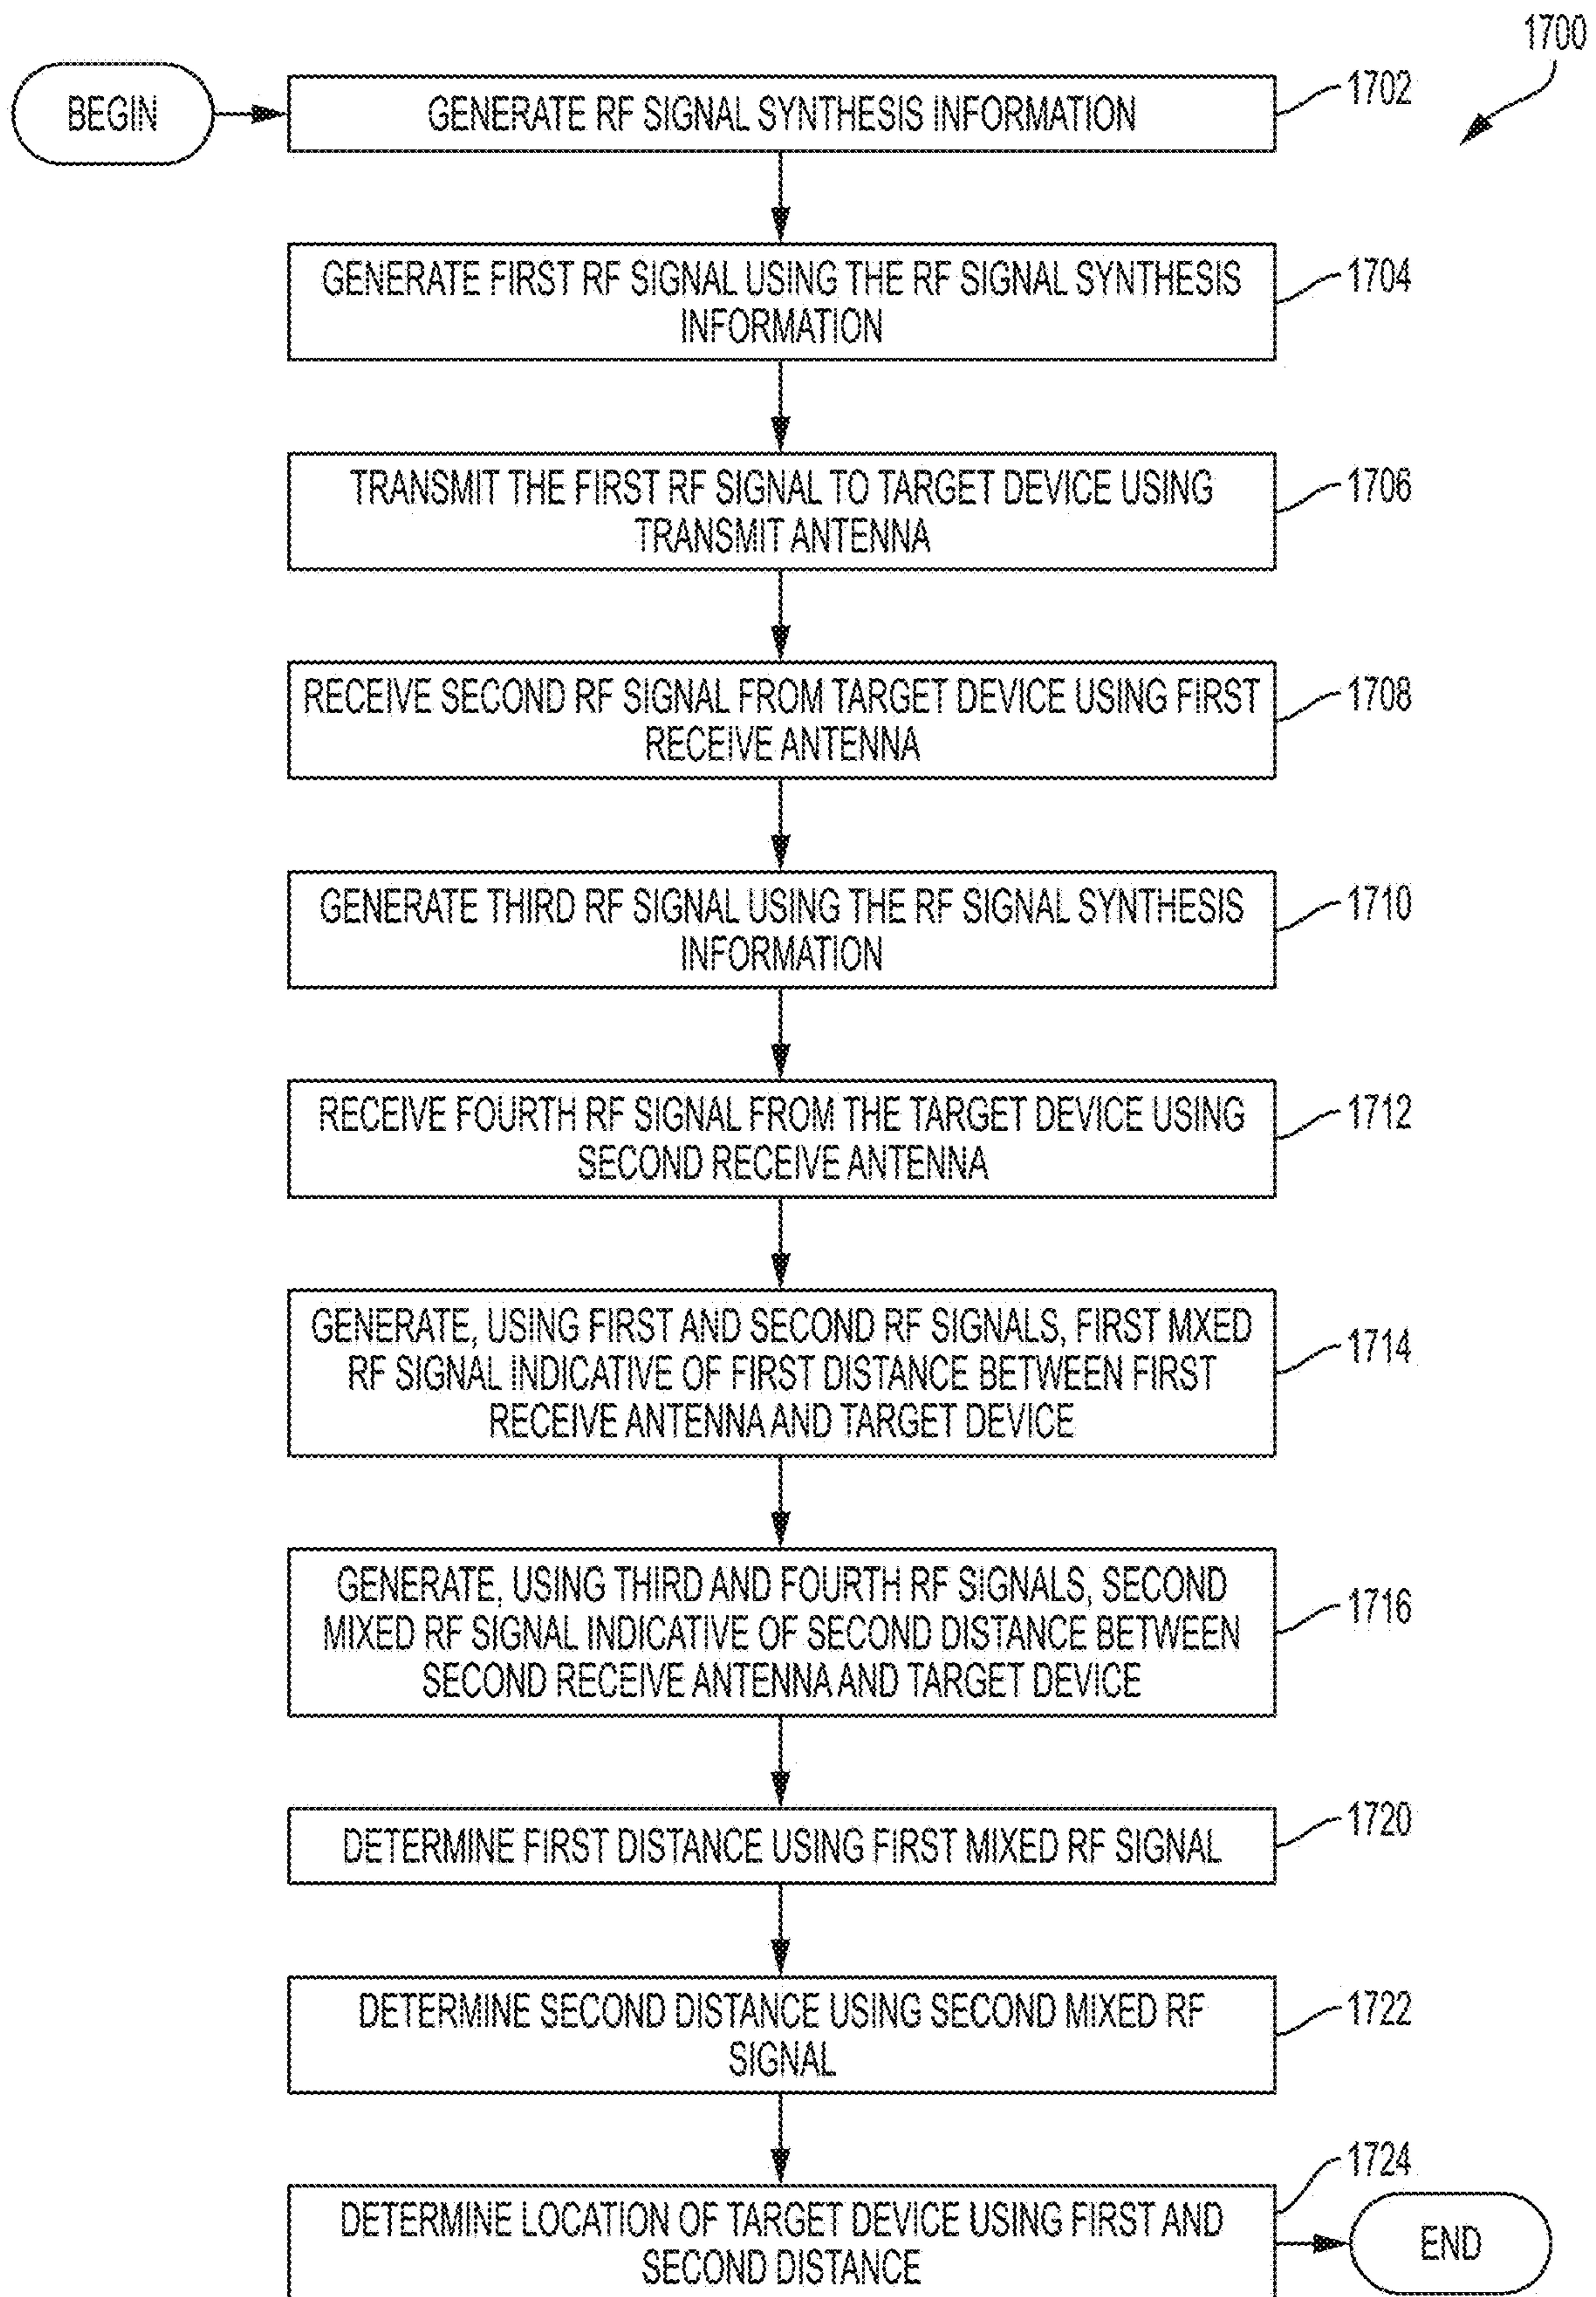 1700
BEGIN
GENERATE RF SIGNAL SYNTHESIS INFORMATION
1702
GENERATE FIRST RF SIGNAL USING THE RF SIGNAL SYNTHESIS
INFORMATION
1704
TRANSMIT THE FIRST RF SIGNAL TO TARGET DEVICE USING
TRANSMIT ANTENNA
1706
RECEIVE SECOND RF SIGNAL FROM TARGET DEVICE USING FIRST
RECEIVE ANTENNA
1708
GENERATE THIRD RF SIGNAL USING THE RF SIGNAL SYNTHESIS
INFORMATION
1710
RECEIVE FOURTH RF SIGNAL FROM THE TARGET DEVICE USING
SECOND RECEIVE ANTENNA
1712
GENERATE, USING FIRST AND SECOND RF SIGNALS, FIRST MXED
RF SIGNAL INDICATIVE OF FIRST DISTANCE BETWEEN FIRST
RECEIVE ANTENNA AND TARGET DEVICE
1714
GENERATE, USING THIRD AND FOURTH RF SIGNALS, SECOND
MIXED RF SIGNAL INDICATIVE OF SECOND DISTANCE BETWEEN
SECOND RECEIVE ANTENNA AND TARGET DEVICE
1716
DETERMINE FIRST DISTANCE USING FIRST MIXED RF SIGNAL
1720
DETERMINE SECOND DISTANCE USING SECOND MIXED RF
SIGNAL
1722
DETERMINE LOCATION OF TARGET DEVICE USING FIRST AND
SECOND DISTANCE
1724
END